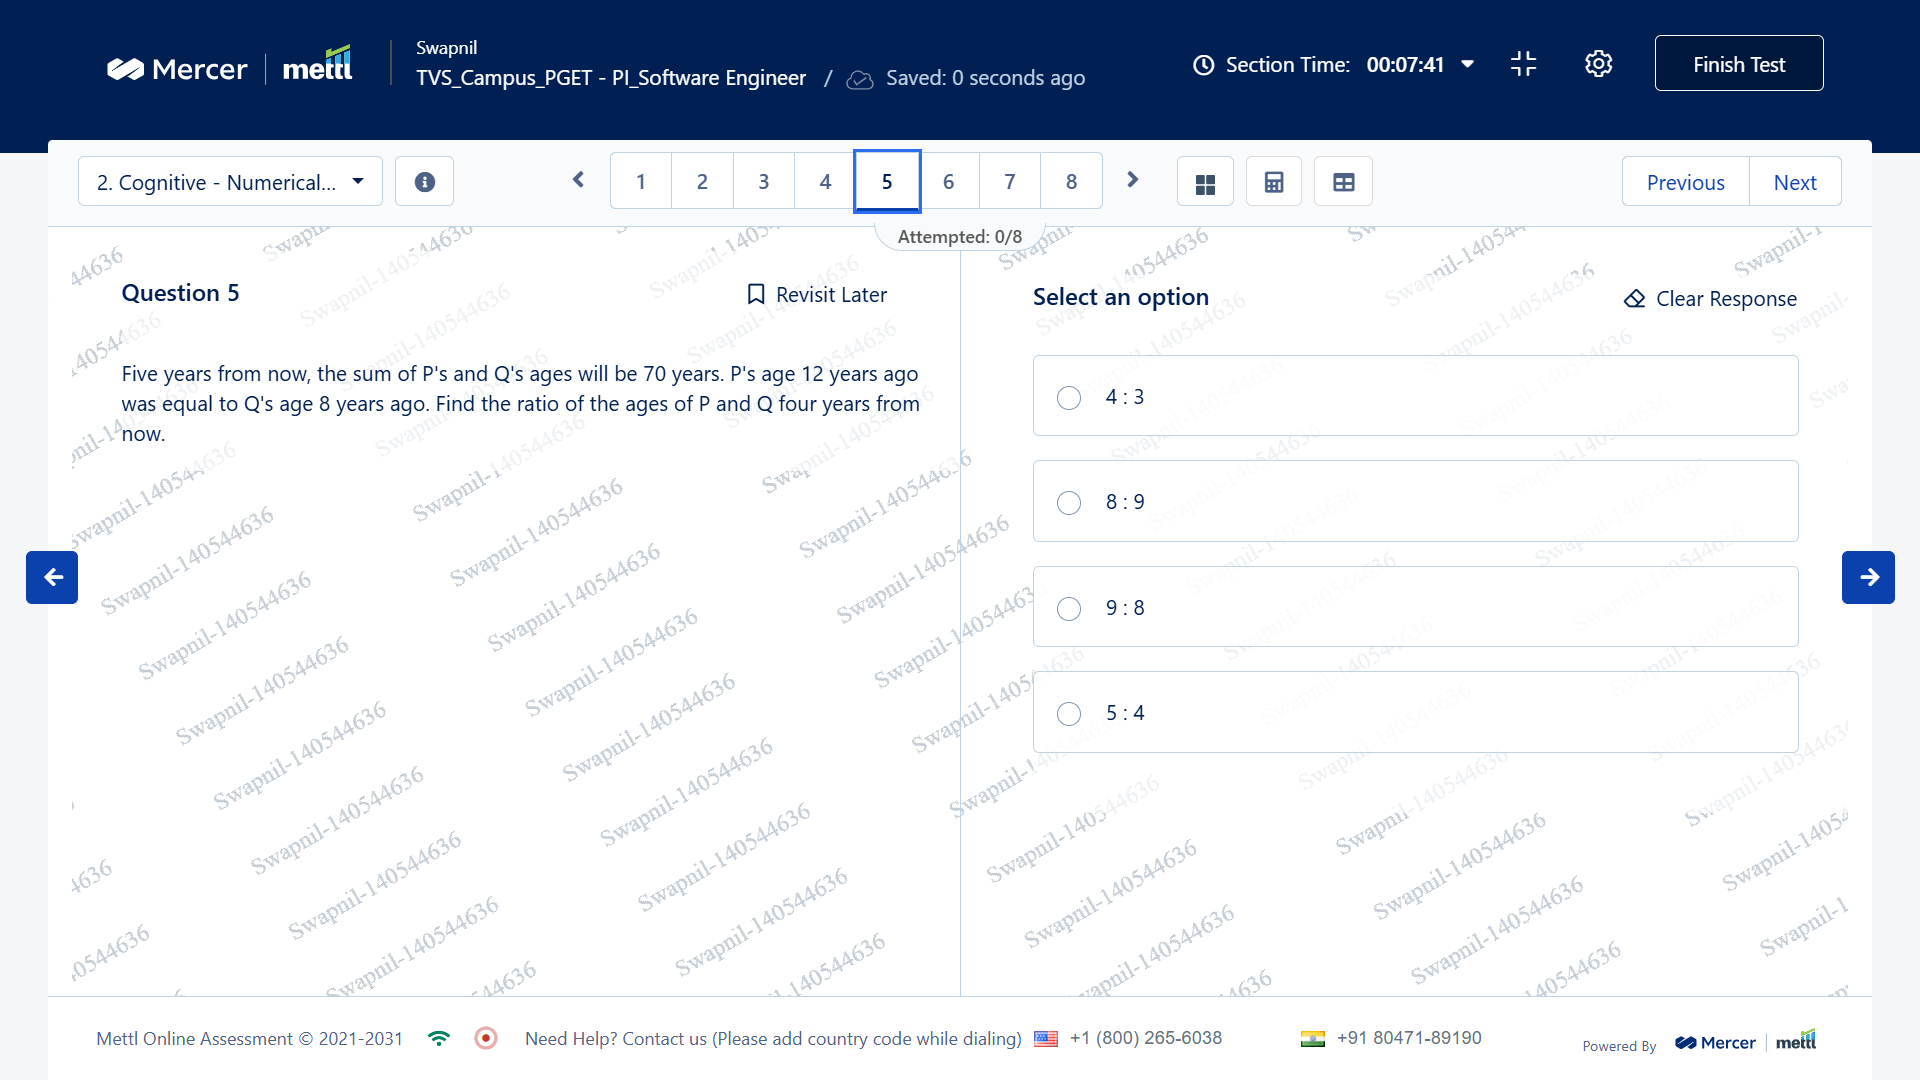 Mercer mettl
Swapnil
TVS_Campus_PGET - PI_Software Engineer / Saved: 0 seconds ago
Section Time: 00:07:41
Finish Test
2. Cognitive - Numerical...
1 2 3 4 5 6 7 8
Previous Next
Attempted: 0/8
Question 5
Revisit Later
Five years from now, the sum of P's and Q's ages will be 70 years. P's age 12 years ago
was equal to Q's age 8 years ago. Find the ratio of the ages of P and Q four years from
now.
Select an option
Clear Response
4 : 3
8 : 9
9 : 8
5 : 4
Swapnil-140544636
Mettl Online Assessment © 2021-2031
Need Help? Contact us (Please add country code while dialing) +1 (800) 265-6038 +91 80471-89190
Powered By Mercer mettl